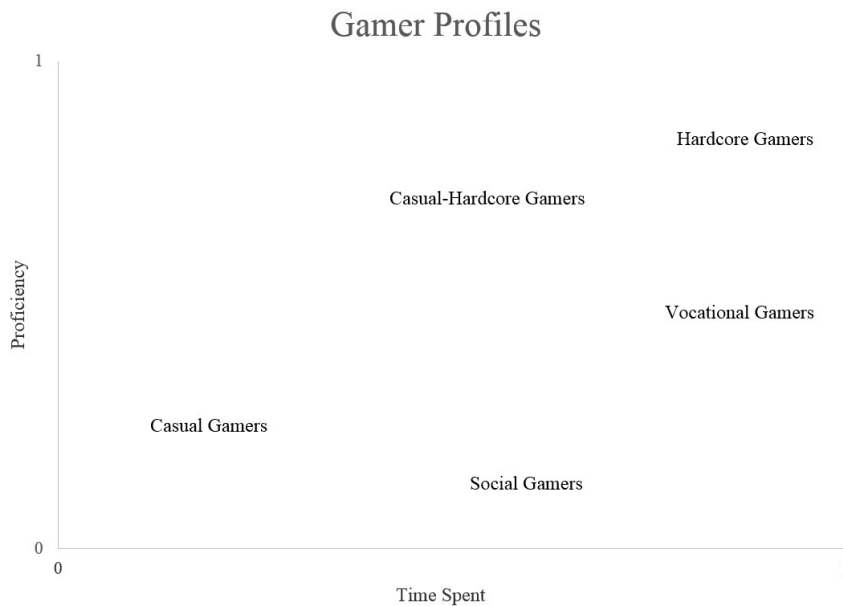 Gamer Profiles
1
Hardcore Gamers
Casual-Hardcore Gamers
Vocational Gamers
Proficiency
Casual Gamers
Social Gamers
0
0
Time Spent